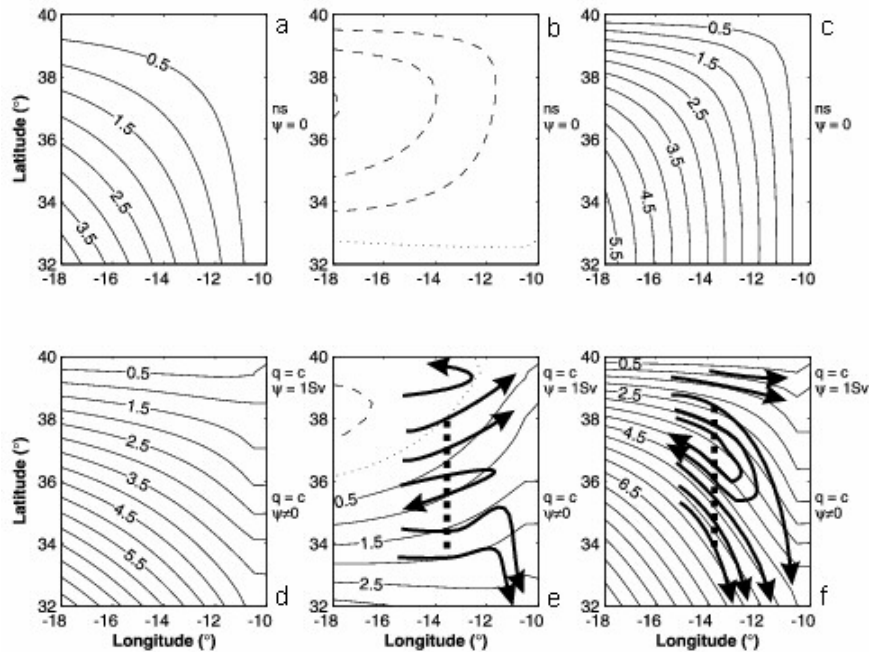 a
b
c
40
38
36
34
32
-18
-16
-14
-12
-10
Latitude (°)
0.5
1.5
2.5
3.5
ns
ψ = 0
40
38
36
34
32
-18
-16
-14
-12
-10
ns
ψ = 0
40
38
36
34
32
-18
-16
-14
-12
-10
0.5
1.5
2.5
3.5
4.5
5.5
ns
ψ = 0
40
38
36
34
32
-18
-16
-14
-12
-10
Latitude (°)
Longitude (°)
0.5
1.5
2.5
3.5
4.5
5.5
q = c
ψ = 1Sv
q = c
ψ≠0
d
40
38
36
34
32
-18
-16
-14
-12
-10
Longitude (°)
0.5
1.5
2.5
q = c
ψ = 1Sv
q = c
ψ≠0
e
40
38
36
34
32
-18
-16
-14
-12
-10
Longitude (°)
0.5
2.5
4.5
6.5
q = c
ψ = 1Sv
q = c
ψ≠0
f